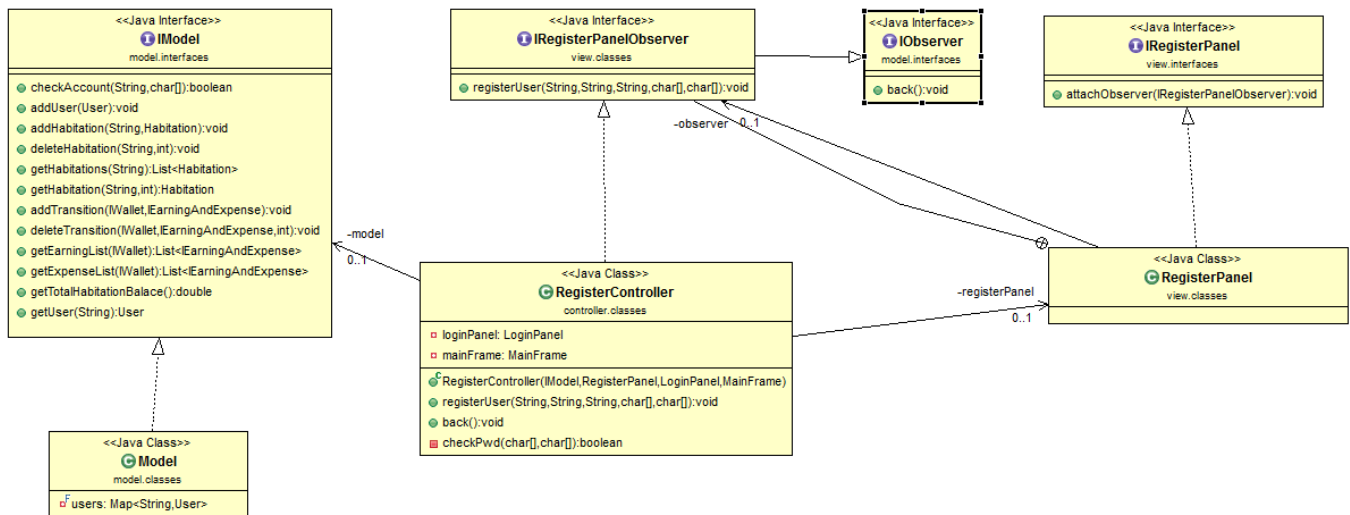 <<Java Interface>>
IModel
model.interfaces
checkAccount(String,char[]):boolean
addUser(User):void
addHabitation(String,Habitation):void
deleteHabitation(String,int):void
getHabitations(String):List<Habitation>
getHabitation(String,int):Habitation
addTransition(IWallet,IEarningAndExpense):void
deleteTransition(IWallet,IEarningAndExpense,int):void
getEarningList(IWallet):List<IEarningAndExpense>
getExpenseList(IWallet):List<IEarningAndExpense>
getTotalHabitationBalace():double
getUser(String):User
<<Java Interface>>
IRegisterPanelObserver
view.classes
registerUser(String,String,String,char[],char[]):void
<<Java Interface>>
IObserver
model.interfaces
back():void
<<Java Interface>>
IRegisterPanel
view.interfaces
attachObserver(IRegisterPanelObserver):void
-observer 0..1
-model
0..1
<<Java Class>>
RegisterController
controller.classes
loginPanel: LoginPanel
mainFrame: MainFrame
RegisterController(IModel,RegisterPanel,LoginPanel,MainFrame)
registerUser(String,String,String,char[],char[]):void
back():void
checkPwd(char[],char[]):boolean
-registerPanel
0..1
<<Java Class>>
RegisterPanel
view.classes
<<Java Class>>
Model
model.classes
users: Map<String,User>